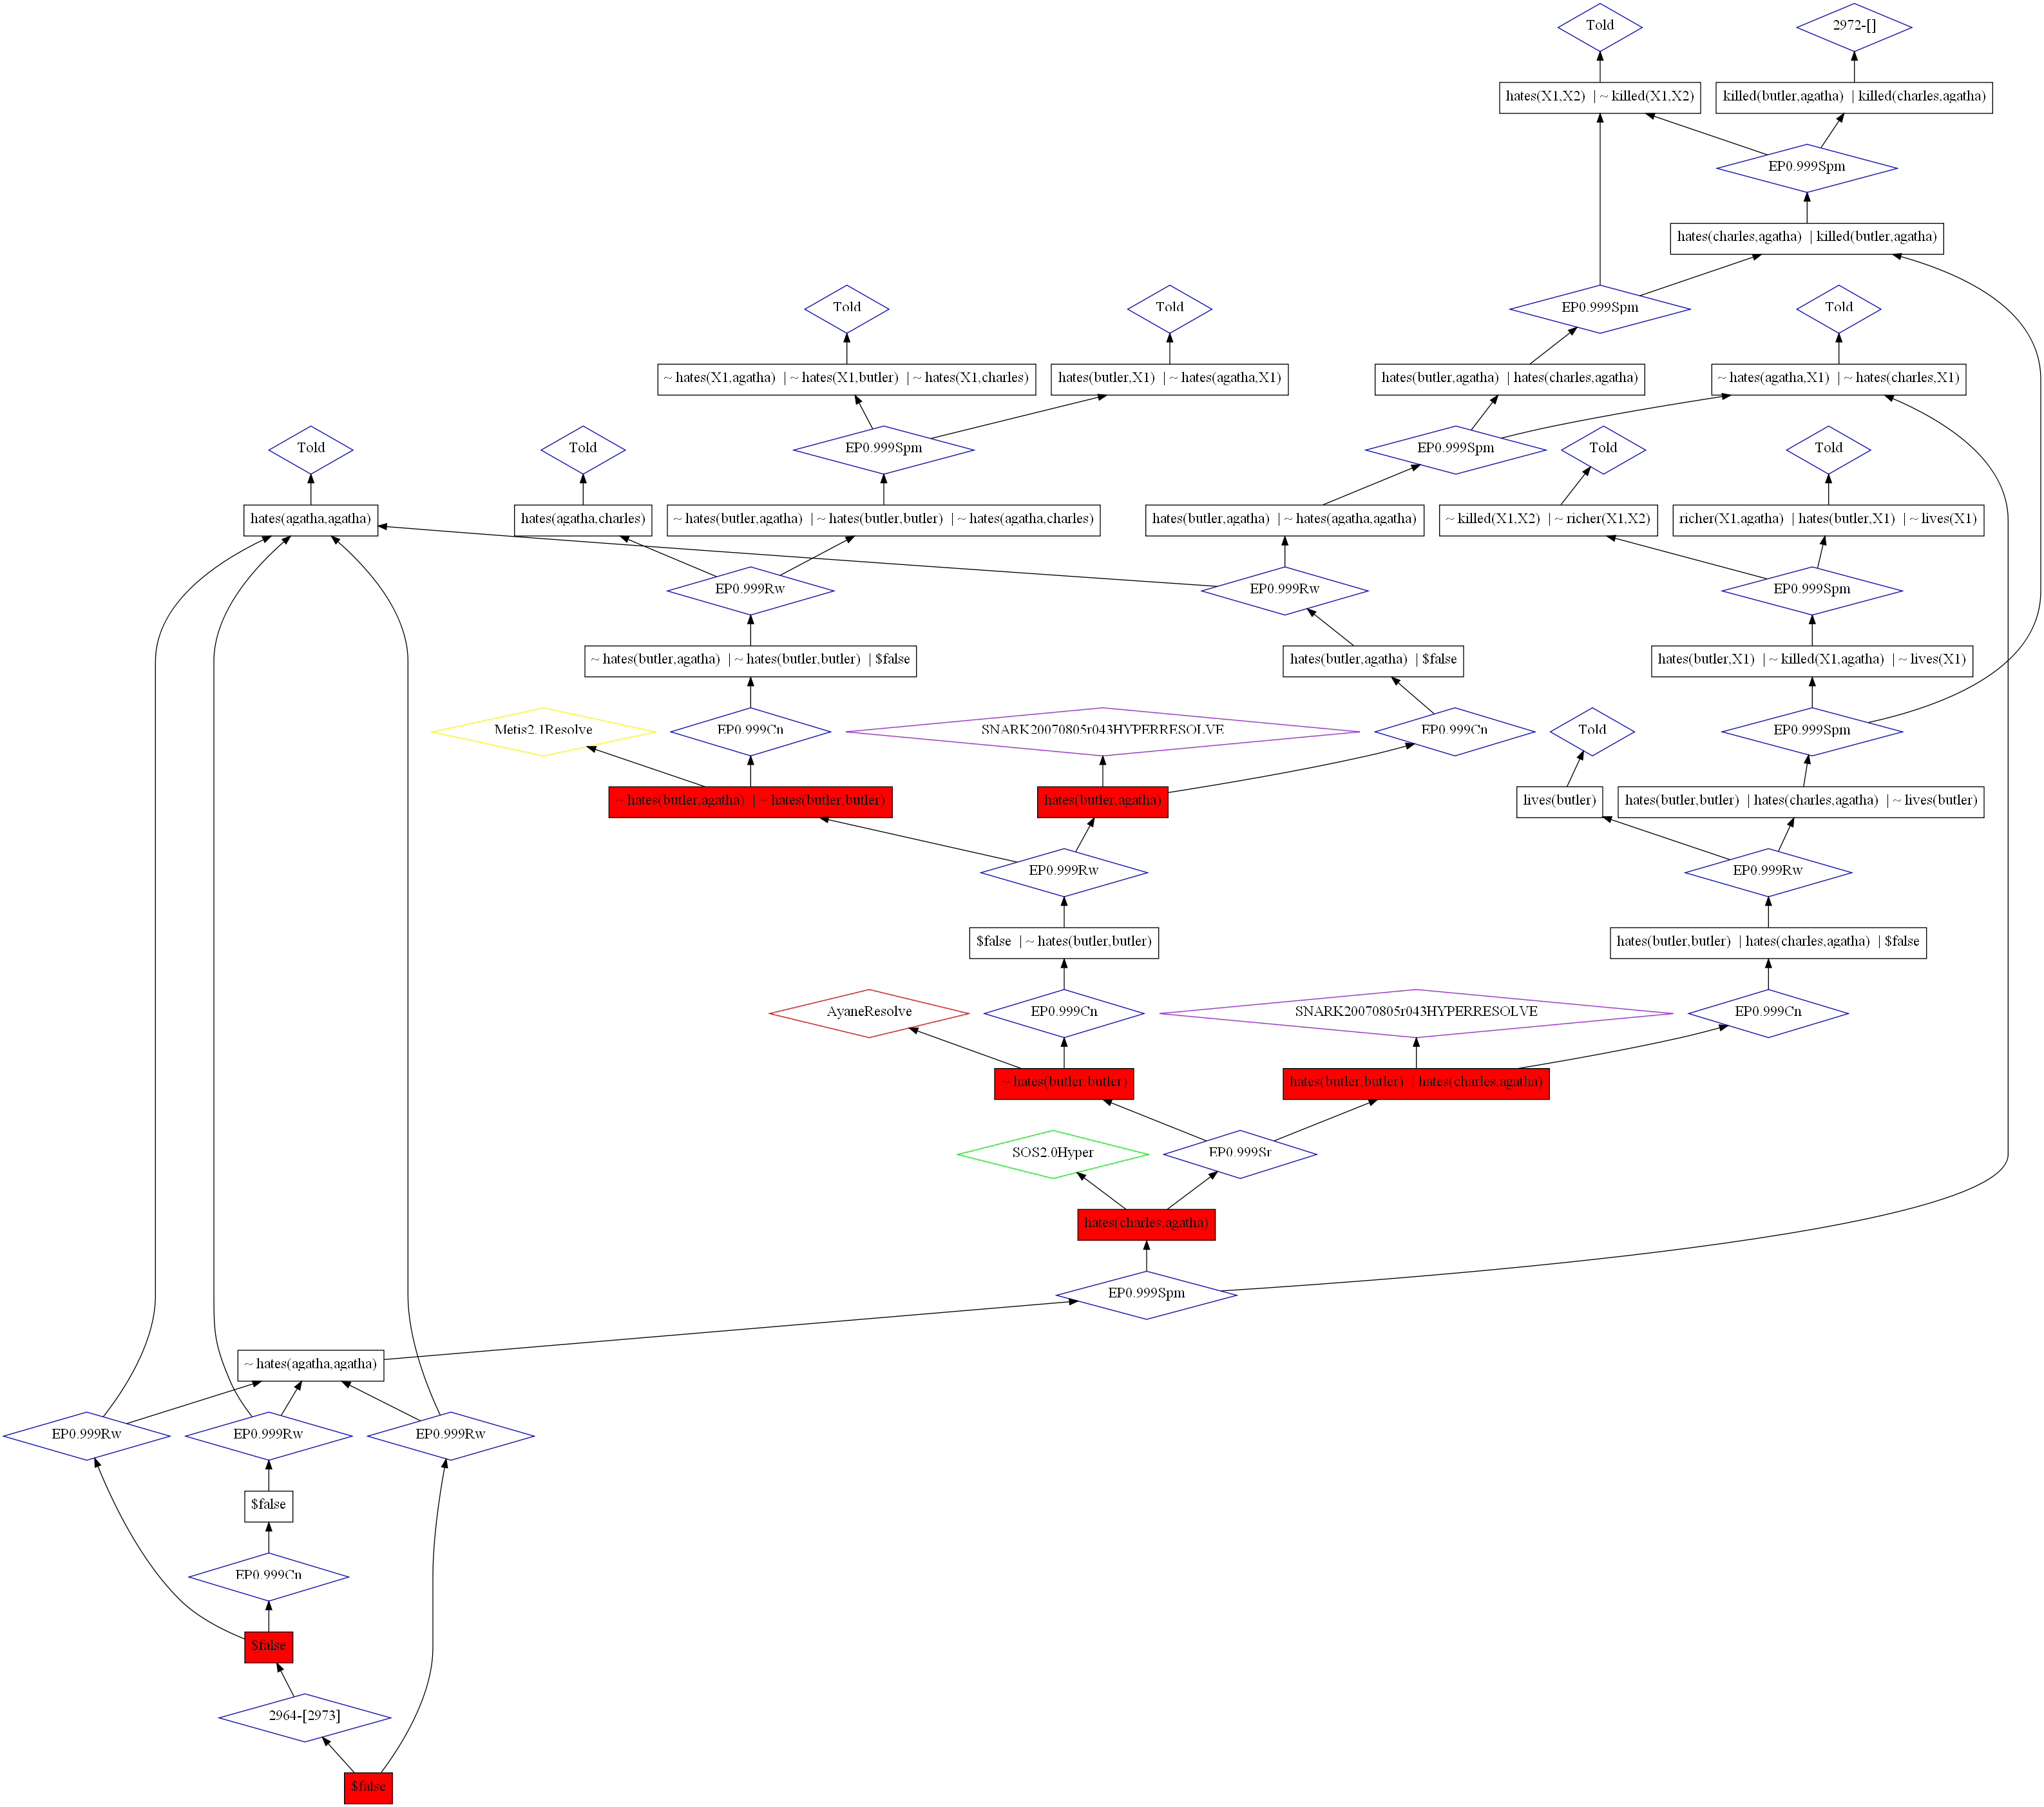 Told
2972-[]
hates(X1,X2) | ~ killed(X1,X2)
killed(butler,agatha) | killed(charles,agatha)
EP0.999Spm
hates(charles,agatha) | killed(butler,agatha)
Told
Told
EP0.999Spm
Told
~ hates(X1,agatha) | ~ hates(X1,butler) | ~ hates(X1,charles)
hates(butler,X1) | ~ hates(agatha,X1)
hates(butler,agatha) | hates(charles,agatha)
~ hates(agatha,X1) | ~ hates(charles,X1)
Told
Told
EP0.999Spm
EP0.999Spm
Told
Told
hates(agatha,agatha)
hates(agatha,charles)
~ hates(butler,agatha) | ~ hates(butler,butler) | ~ hates(agatha,charles)
hates(butler,agatha) | ~ hates(agatha,agatha)
~ killed(X1,X2) | ~ richer(X1,X2)
richer(X1,agatha) | hates(butler,X1) | ~ lives(X1)
EP0.999Rw
EP0.999Rw
EP0.999Spm
~ hates(butler,agatha) | ~ hates(butler,butler) | $false
hates(butler,agatha) | $false
hates(butler,X1) | ~ killed(X1,agatha) | ~ lives(X1)
Metis2.1Resolve
EP0.999Cn
SNARK20070805r043HYPERRESOLVE
EP0.999Cn
Told
EP0.999Spm
~ hates(butler,agatha) | ~ hates(butler,butler)
hates(butler,agatha)
lives(butler)
hates(butler,butler) | hates(charles,agatha) | ~ lives(butler)
EP0.999Rw
EP0.999Rw
$false | ~ hates(butler,butler)
hates(butler,butler) | hates(charles,agatha) | $false
AyaneResolve
EP0.999Cn
SNARK20070805r043HYPERRESOLVE
EP0.999Cn
~ hates(butler,butler)
hates(butler,butler) | hates(charles,agatha)
SOS2.0Hyper
EP0.999Sr
hates(charles,agatha)
EP0.999Spm
~ hates(agatha,agatha)
EP0.999Rw
EP0.999Rw
EP0.999Rw
$false
EP0.999Cn
$false
2964-[2973]
$false